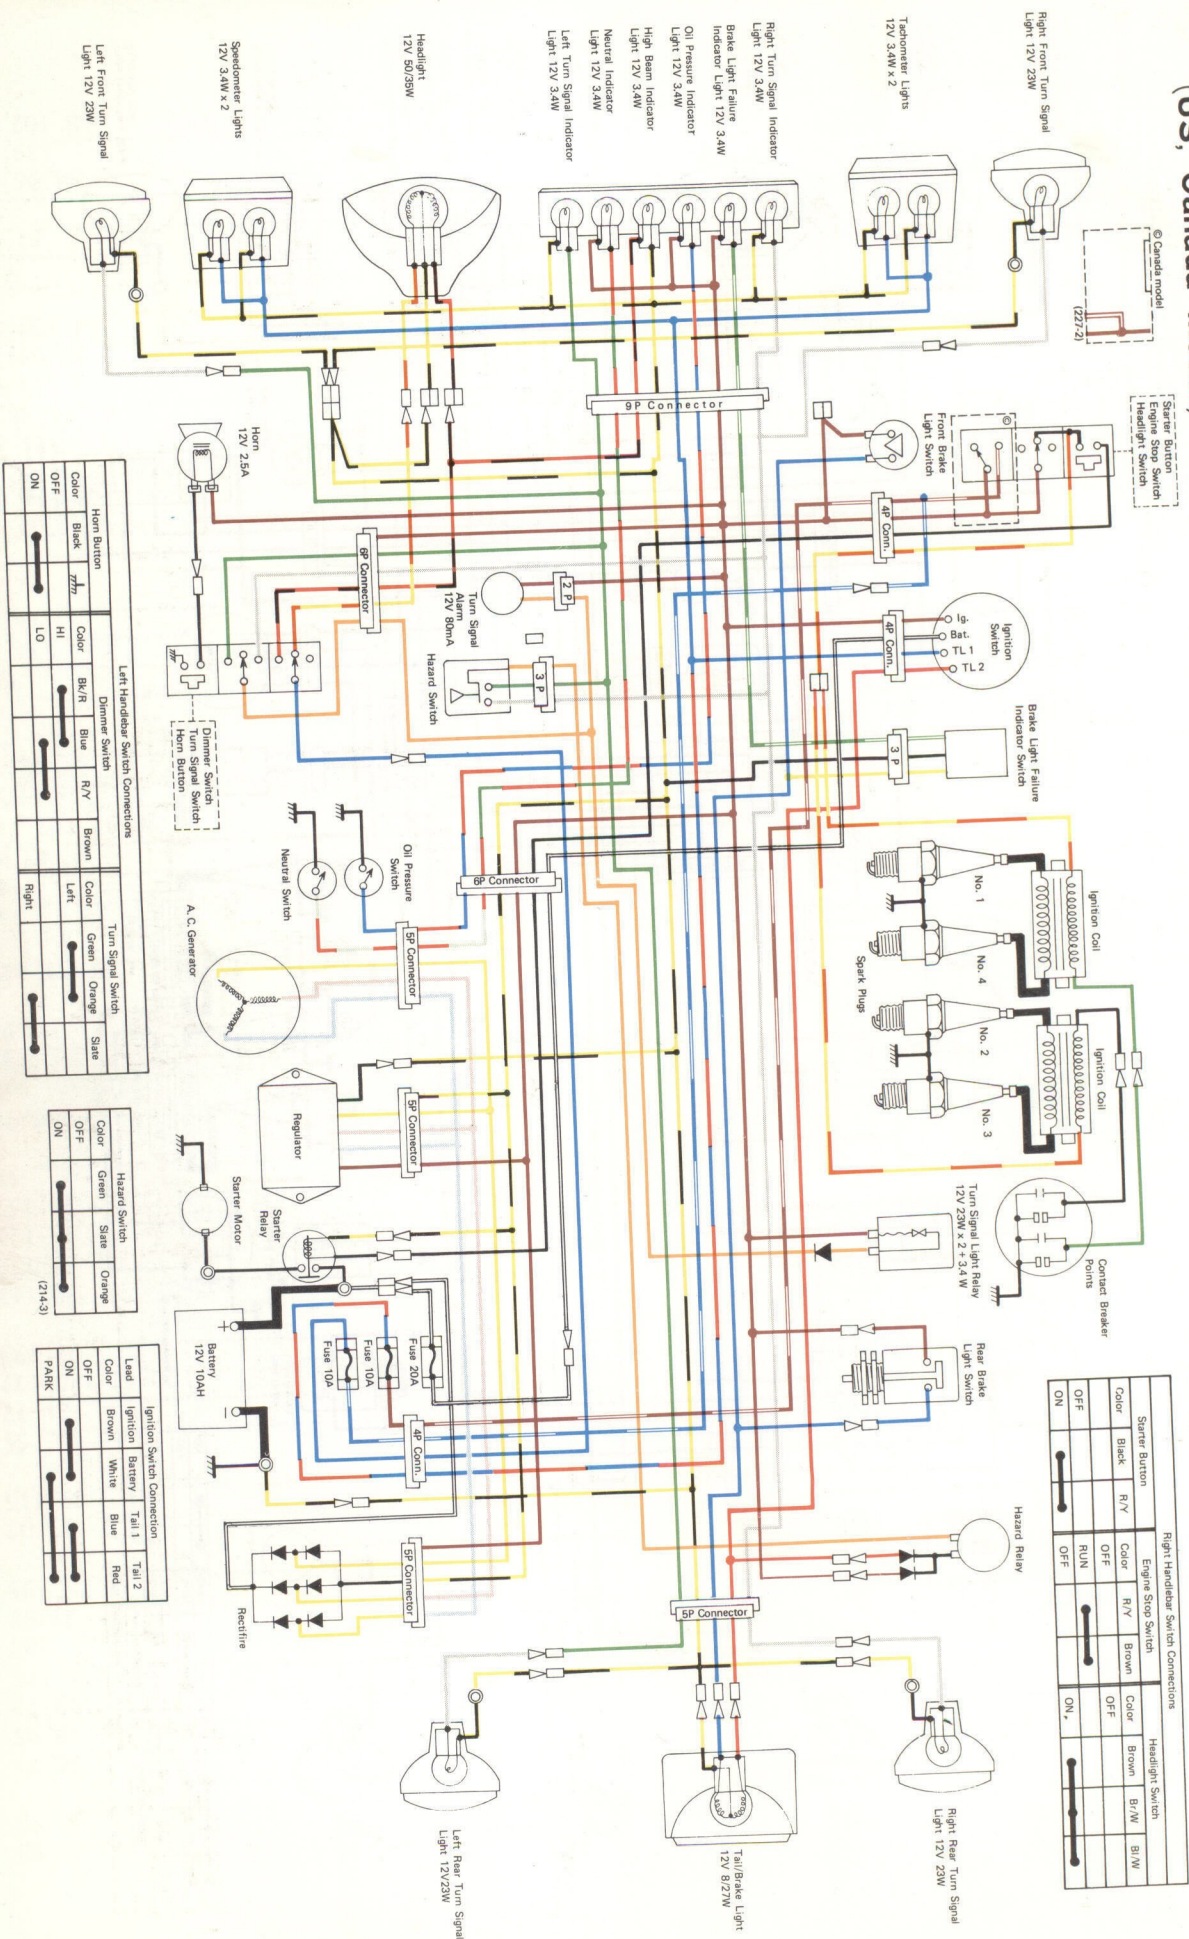 (US, Canada
Right Front Turn Signal
Light 12V 23W
Tachometer Lights
12V 3.4W x 2
Right Turn Signal Indicator
Light 12V 3.4W
Brake Light Failure
Indicator Light 12V 3.4W
Oil Pressure Indicator
Light 12V 3.4W
High Beam Indicator
Light 12V 3.4W
Neutral Indicator
Light 12V 3.4W
Left Turn Signal Indicator
Light 12V 3.4W
Headlight
12V 50/35W
Speedometer Lights
12V 3.4W x 2
Left Front Turn Signal
Light 12V 23W
© Canada model
(227-2)
Starter Button
Engine Stop Switch
Headlight Switch
©
Front Brake
Light Switch
9P Connector
4P Conn.
Horn
12V 2.5A
6P Connector
Turn Signal
Alarm
12V 80mA
2 P
Hazard Switch
3 P
Dimmer Switch
Turn Signal Switch
Horn Button
Ignition
Switch
Ig.
Bat.
TL 1
TL 2
4P Conn.
Brake Light Failure
Indicator Switch
3 P
Ignition Coil
No. 1
No. 4
Spark Plugs
Ignition Coil
No. 2
No. 3
Contact Breaker
Points
Turn Signal Light Relay
12V 23W x 2 + 3.4 W
Rear Brake
Light Switch
Hazard Relay
Oil Pressure
Switch
Neutral Switch
6P Connector
5P Connector
A. C. Generator
Regulator
5P Connector
Starter Motor
Starter
Relay
Battery
12V 10AH
+
−
Fuse 20A
Fuse 10A
Fuse 10A
4P Conn.
Rectifire
5P Connector
5P Connector
Right Rear Turn Signal
Light 12V 23W
Tail/Brake Light
12V 8/27W
Left Rear Turn Signal
Light 12V23W
Right Handlebar Switch Connections
Starter Button Engine Stop Switch Headlight Switch
Color Black R/Y Color R/Y Brown Color Brown Br/W Bl/W
OFF OFF OFF
ON RUN ON
OFF
Left Handlebar Switch Connections
Horn Button Dimmer Switch Turn Signal Switch
Color Black Color Bk/R Blue R/Y Brown Color Green Orange Slate
OFF HI Left
ON LO
Right
Hazard Switch
Color Green Slate Orange
OFF
ON
(214-3)
Ignition Switch Connection
Lead Ignition Battery Tail 1 Tail 2
Color Brown White Blue Red
OFF
ON
PARK